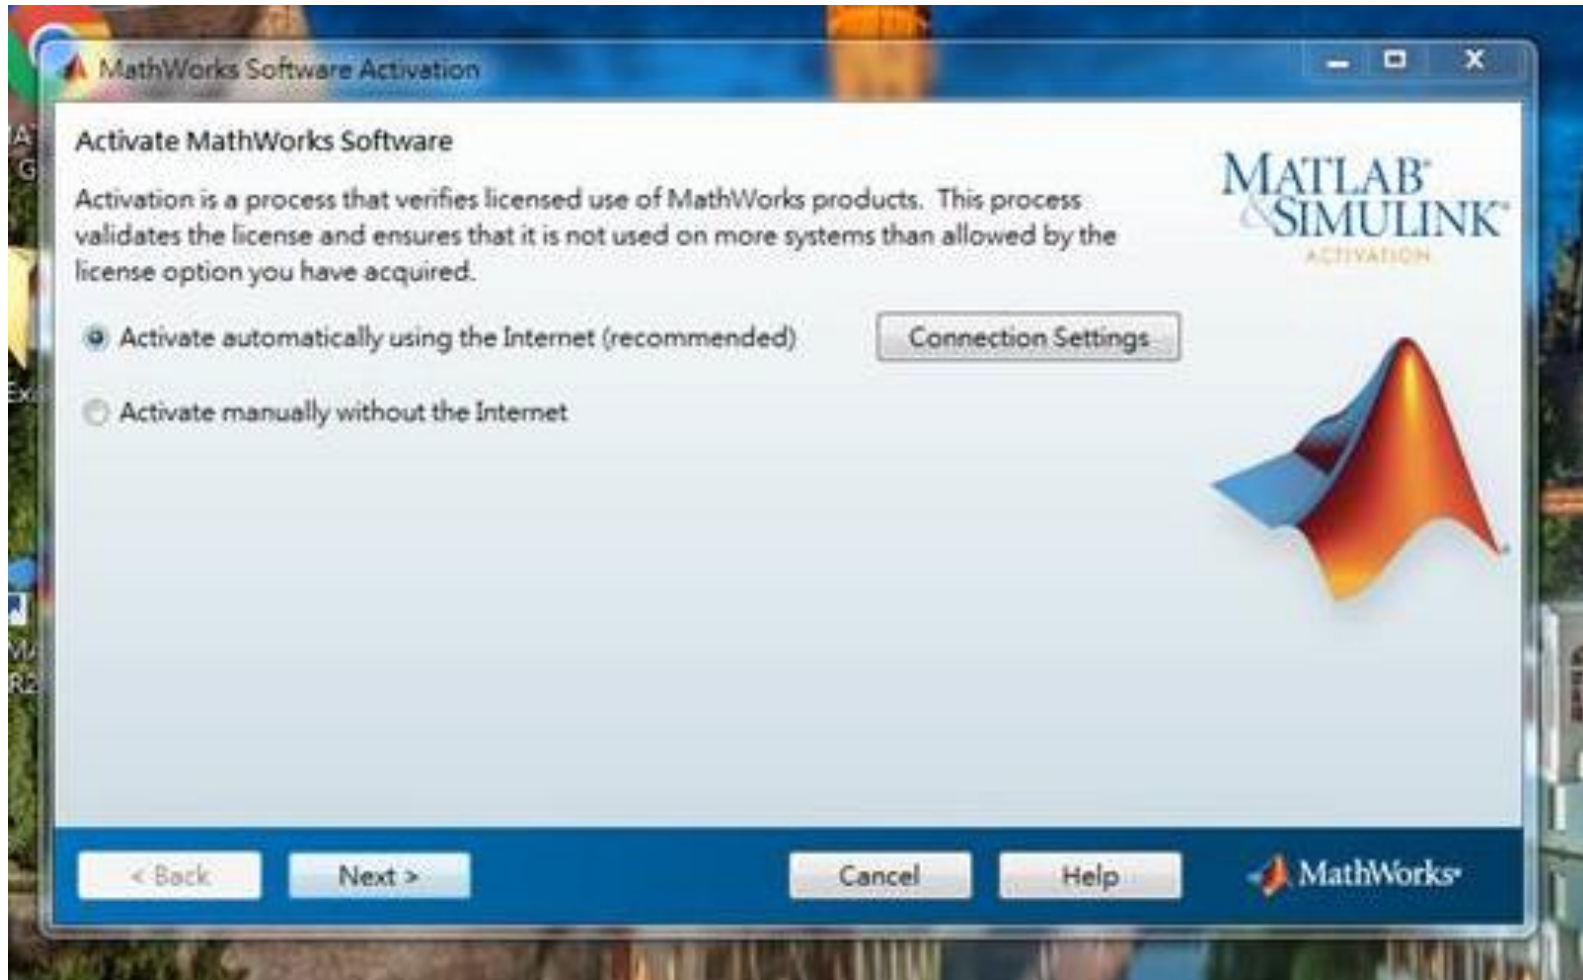 MathWorks Software Activation
Activate MathWorks Software
Activation is a process that verifies licensed use of MathWorks products. This process
validates the license and ensures that it is not used on more systems than allowed by the
license option you have acquired.
Activate automatically using the Internet (recommended)
Connection Settings
Activate manually without the Internet
MATLAB®
&SIMULINK®
ACTIVATION
< Back
Next >
Cancel
Help
MathWorks®